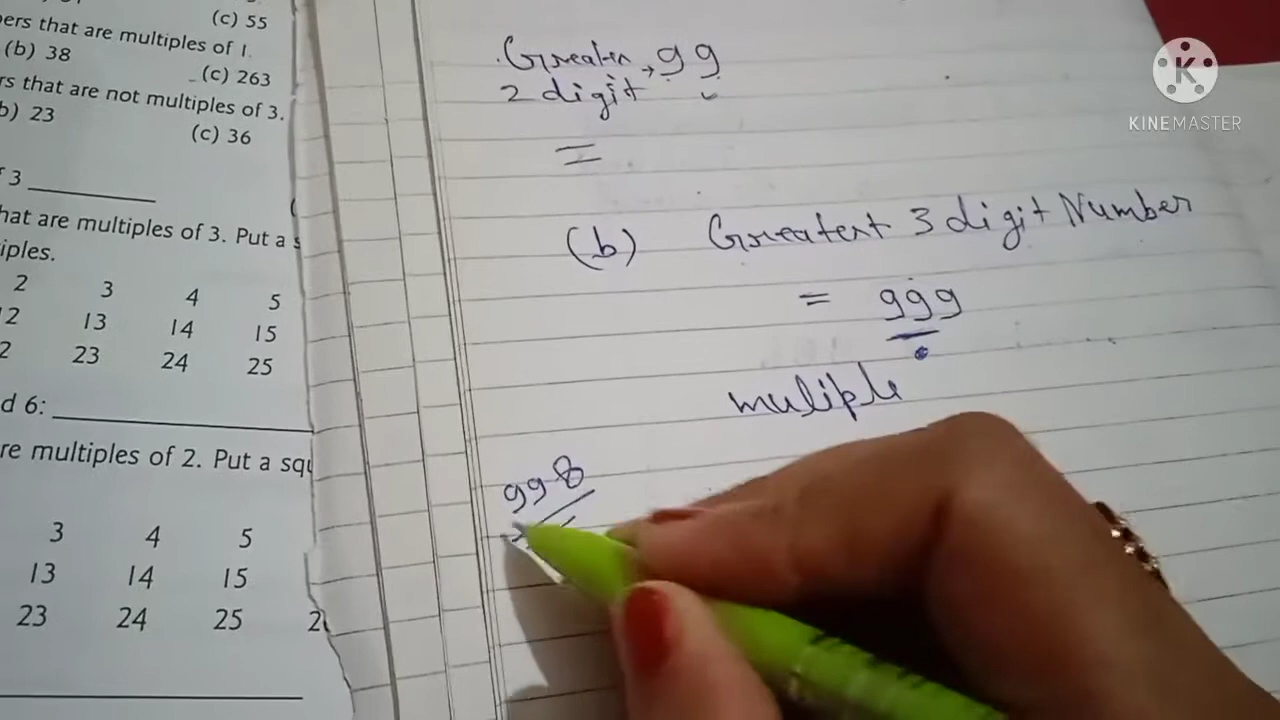 (c) 55
ers that are multiples of 1.
(b) 38
(c) 263
rs that are not multiples of 3.
b) 23
(c) 36
3
hat are multiples of 3. Put a s
iples.
2 3 4 5
12 13 14 15
2 23 24 25
d 6:
re multiples of 2. Put a squ
3 4 5
13 14 15
23 24 25 2
Greater → 99
2 digit
=
(b) Greatest 3 digit Number
= 999
muliple
998
K
KINEMASTER